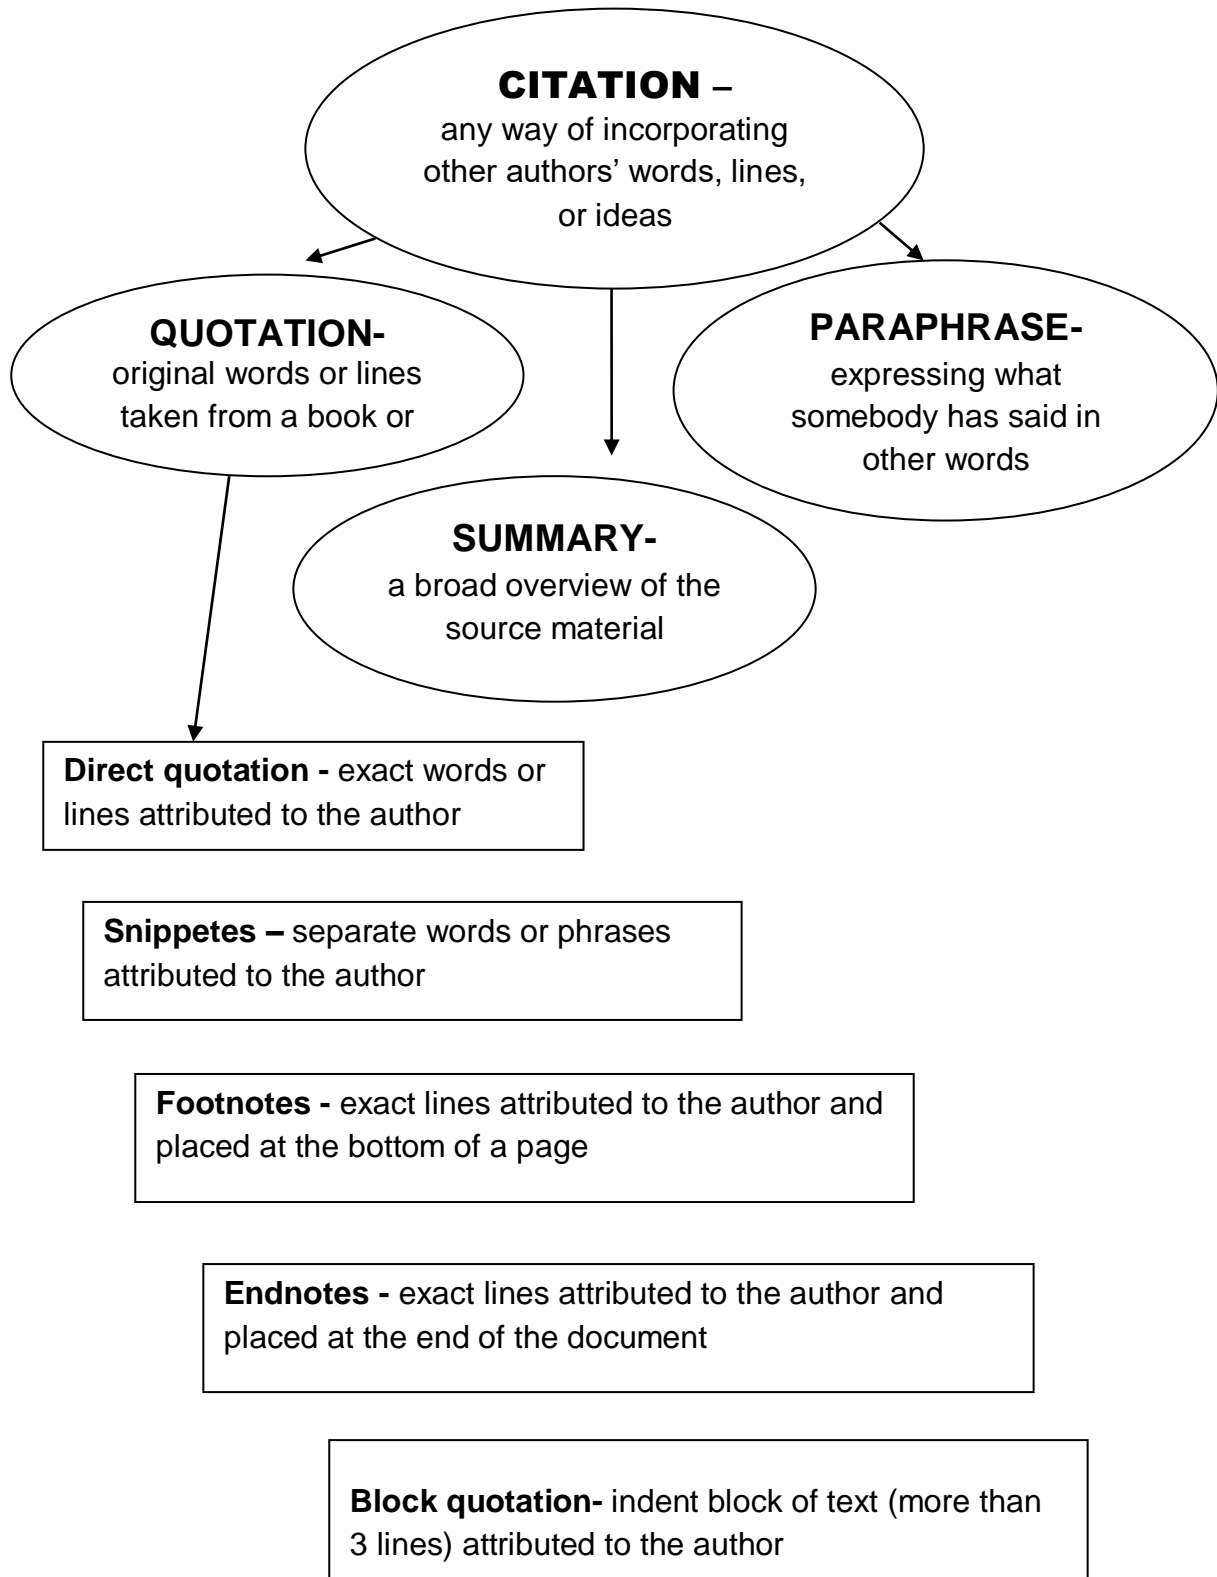 CITATION –
any way of incorporating
other authors’ words, lines,
or ideas
QUOTATION-
original words or lines
taken from a book or
PARAPHRASE-
expressing what
somebody has said in
other words
SUMMARY-
a broad overview of the
source material
Direct quotation - exact words or
lines attributed to the author
Snippetes – separate words or phrases
attributed to the author
Footnotes - exact lines attributed to the author and
placed at the bottom of a page
Endnotes - exact lines attributed to the author and
placed at the end of the document
Block quotation- indent block of text (more than
3 lines) attributed to the author